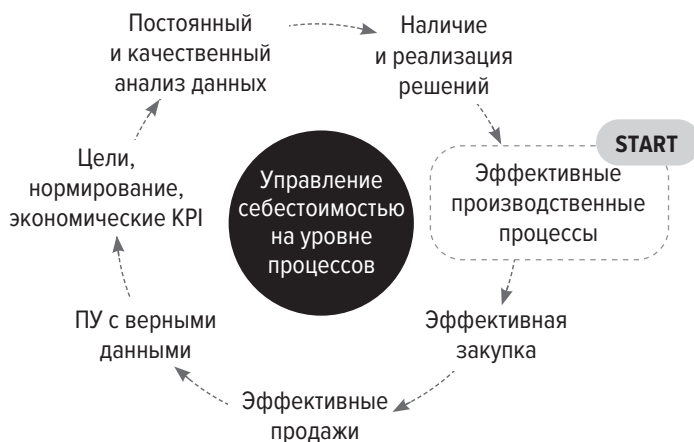 Постоянный
и качественный
анализ данных
Наличие
и реализация
решений
START
Эффективные
производственные
процессы
Эффективная
закупка
Эффективные
продажи
ПУ с верными
данными
Цели,
нормирование,
экономические KPI
Управление
себестоимостью
на уровне
процессов